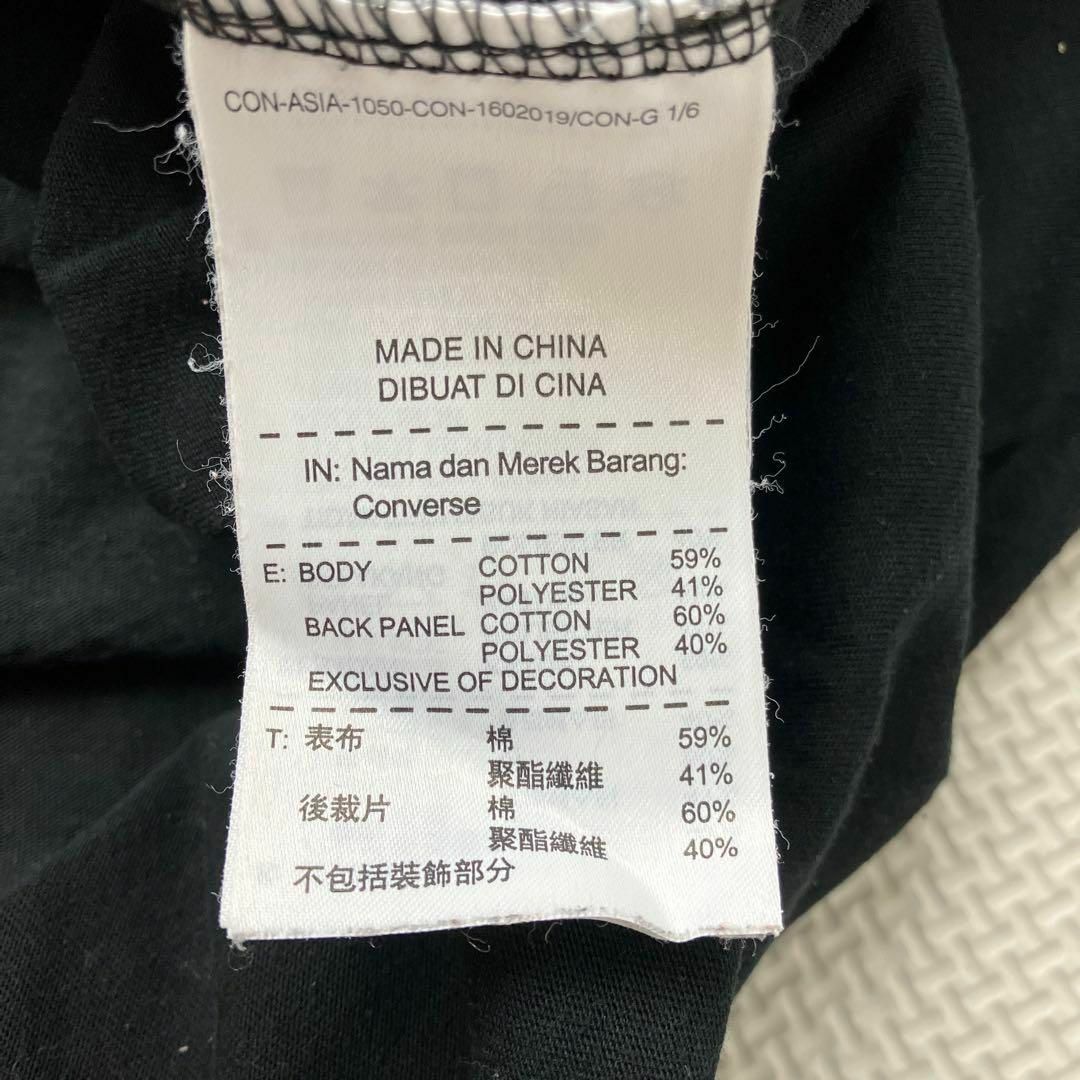 CON-ASIA-1050-CON-1602019/CON-G 1/6
MADE IN CHINA
DIBUAT DI CINA
IN: Nama dan Merek Barang:
Converse
E: BODY COTTON 59%
POLYESTER 41%
BACK PANEL COTTON 60%
POLYESTER 40%
EXCLUSIVE OF DECORATION
T: 表布 棉 59%
聚酯纖維 41%
後裁片 棉 60%
聚酯纖維 40%
不包括裝飾部分